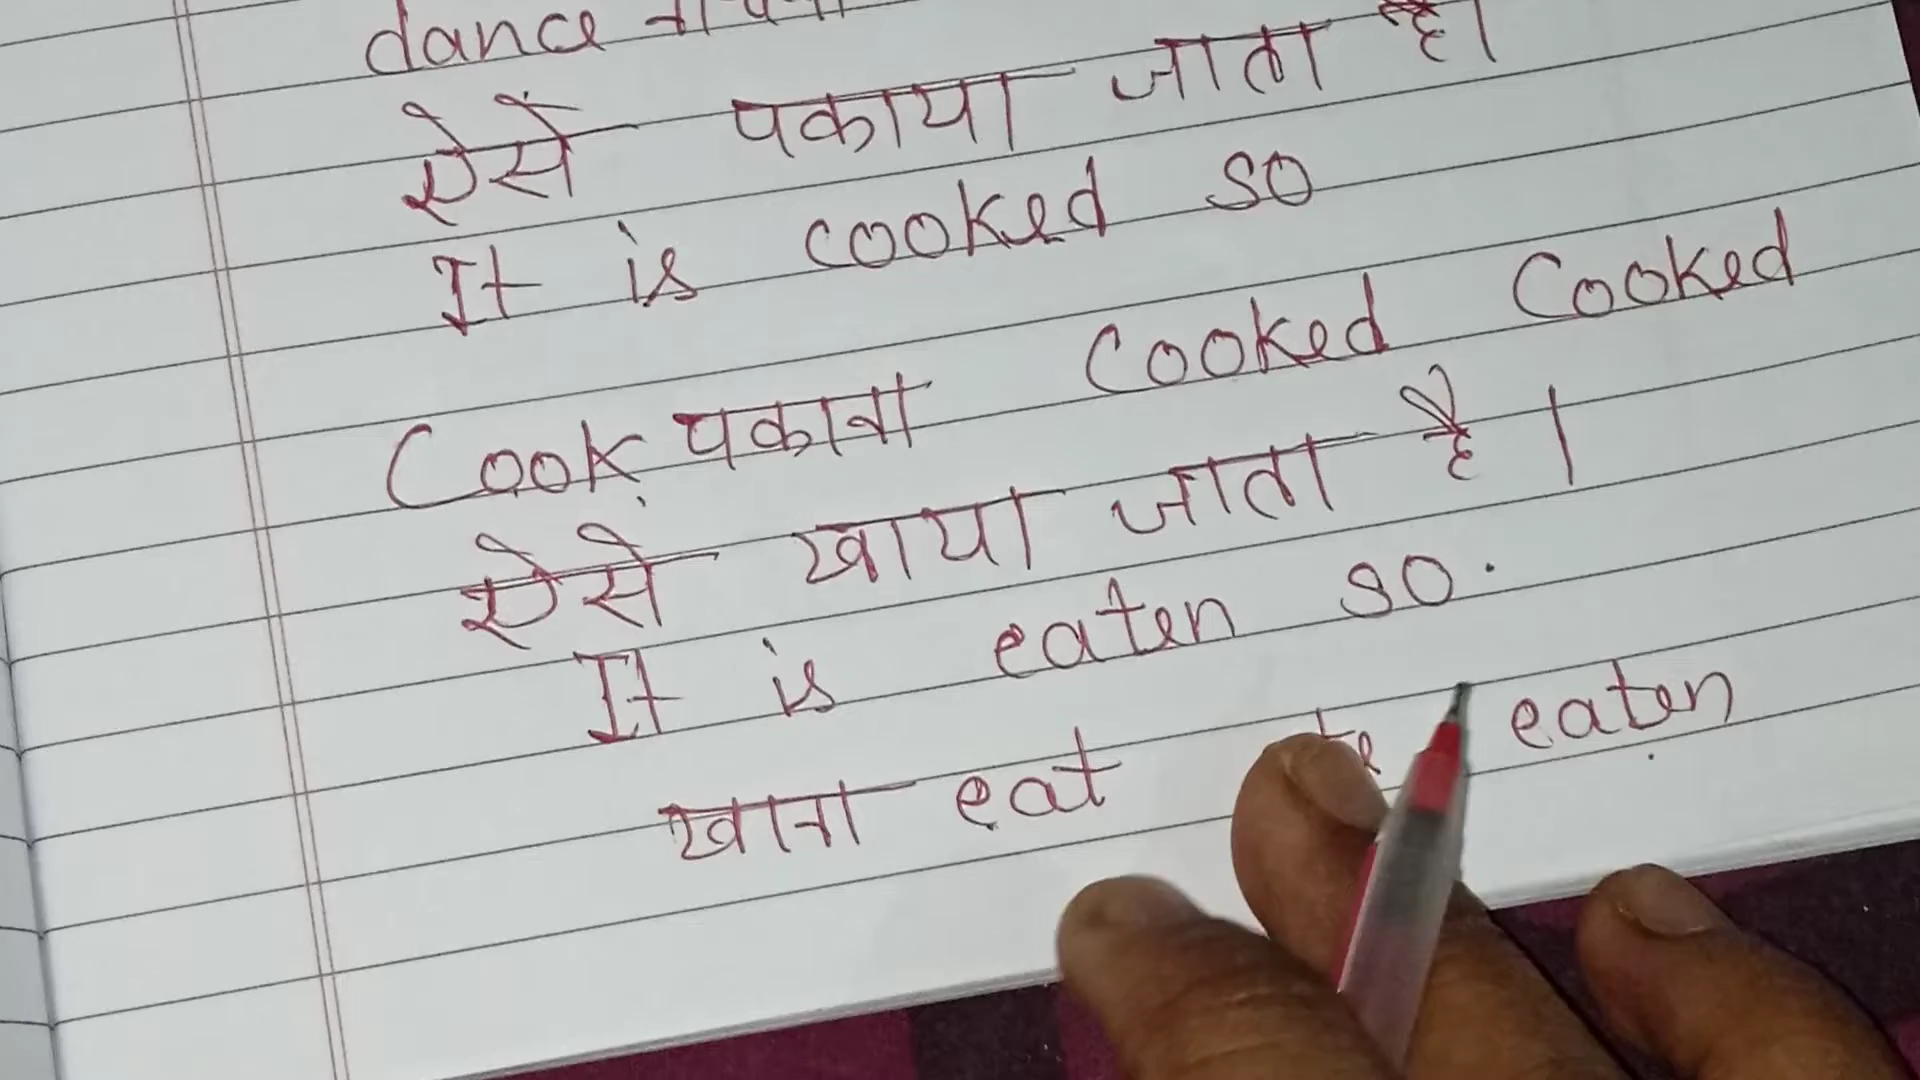 dance
ऐसे पकाया जाता है।
It is cooked so
Cook पकाना Cooked Cooked
ऐसे खाया जाता है।
It is eaten so.
खाना eat eaten